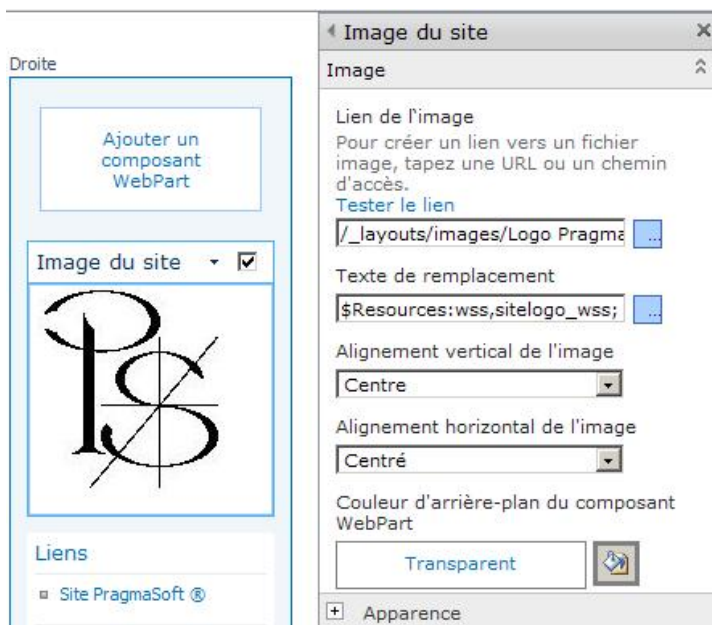 Droite
Ajouter un
composant
WebPart
Image du site
Liens
Site PragmaSoft ®
Image du site
Image
Lien de l'image
Pour créer un lien vers un fichier
image, tapez une URL ou un chemin
d'accès.
Tester le lien
/_layouts/images/Logo Pragma
...
Texte de remplacement
$Resources:wss,sitelogo_wss;
...
Alignement vertical de l'image
Centre
Alignement horizontal de l'image
Centré
Couleur d'arrière-plan du composant
WebPart
Transparent
Apparence